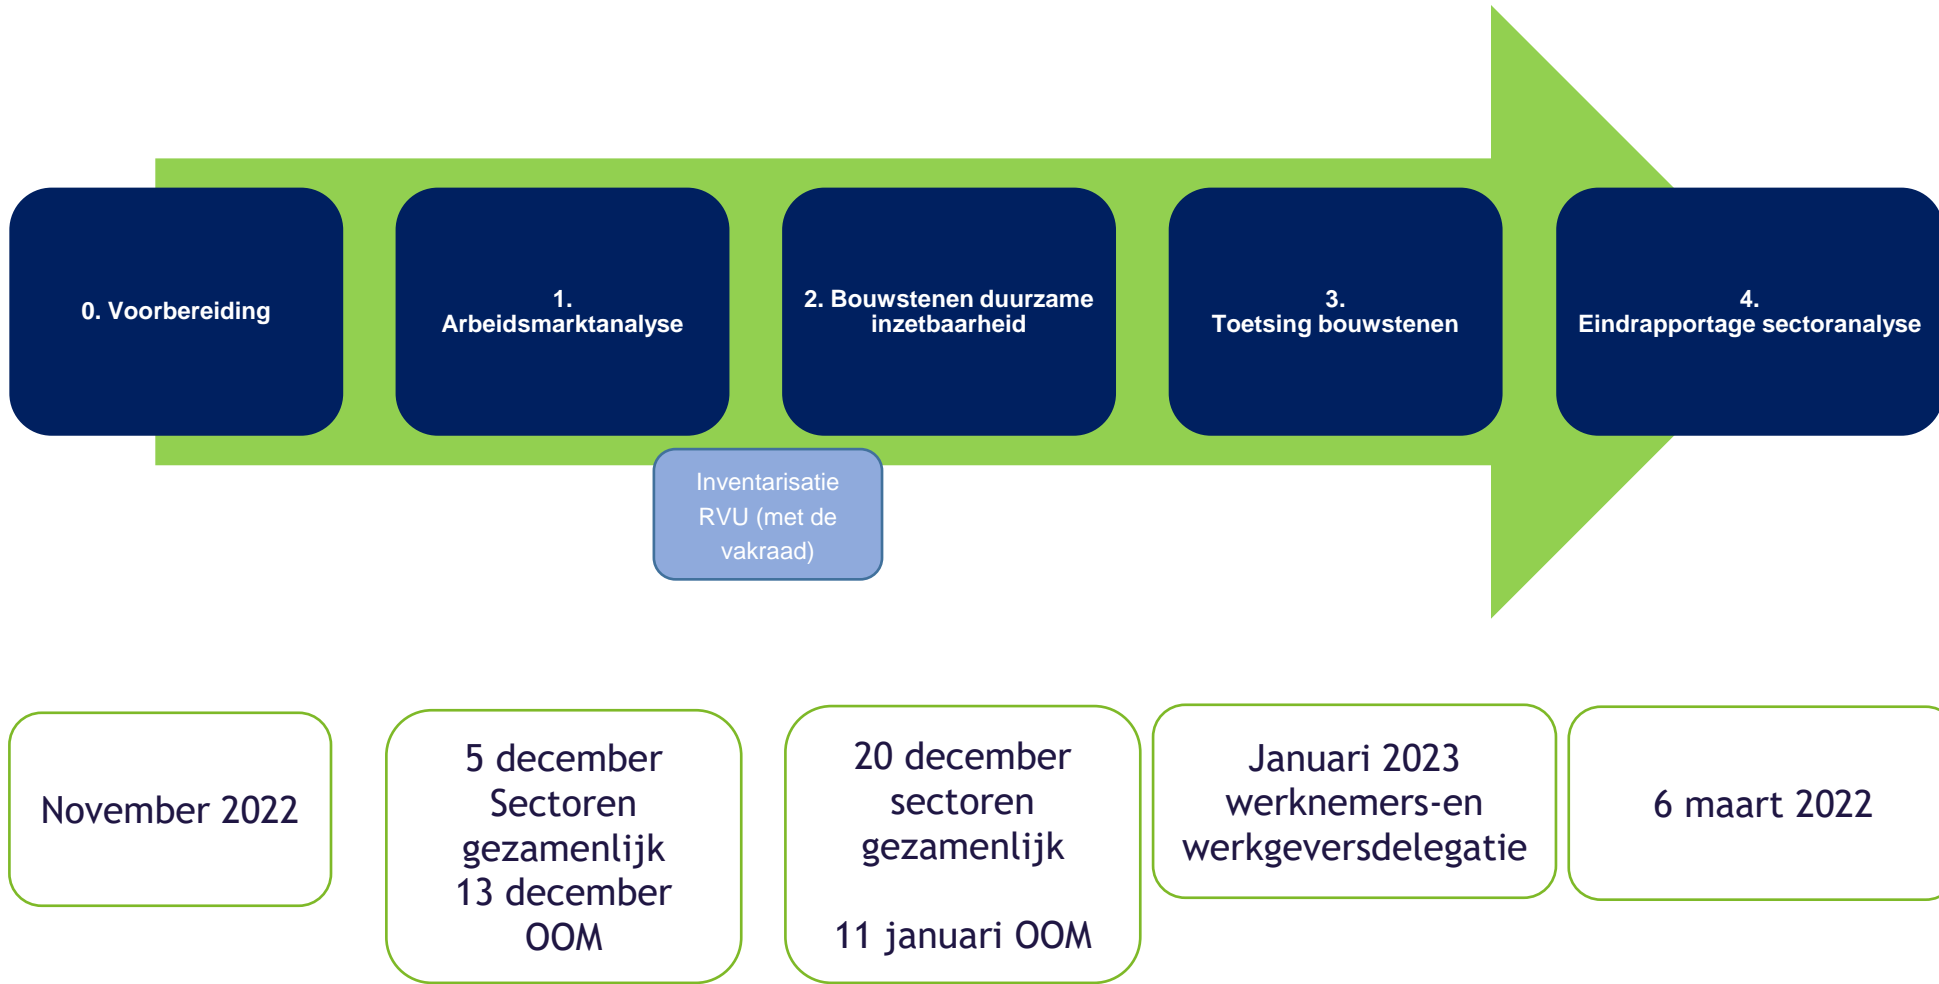 0. Voorbereiding
1.
Arbeidsmarktanalyse
2. Bouwstenen duurzame
inzetbaarheid
3.
Toetsing bouwstenen
4.
Eindrapportage sectoranalyse
Inventarisatie
RVU (met de
vakraad)
November 2022
5 december
Sectoren
gezamenlijk
13 december
OOM
20 december
sectoren
gezamenlijk
11 januari OOM
Januari 2023
werknemers-en
werkgeversdelegatie
6 maart 2022